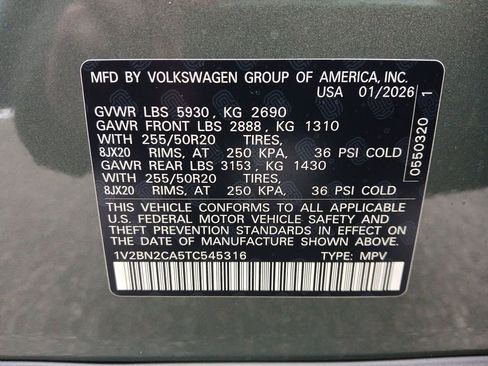 MFD BY VOLKSWAGEN GROUP OF AMERICA, INC.
USA 01/2026
GVWR LBS 5930, KG 2690
GAWR FRONT LBS 2888, KG 1310
WITH 255/50R20 TIRES,
8JX20 RIMS, AT 250 KPA, 36 PSI COLD
GAWR REAR LBS 3153, KG 1430
WITH 255/50R20 TIRES,
8JX20 RIMS, AT 250 KPA, 36 PSI COLD
THIS VEHICLE CONFORMS TO ALL APPLICABLE
U.S. FEDERAL MOTOR VEHICLE SAFETY AND
THEFT PREVENTION STANDARDS IN EFFECT ON
THE DATE OF MANUFACTURE SHOWN ABOVE.
1V2BN2CA5TC545316 TYPE: MPV
0550320 1